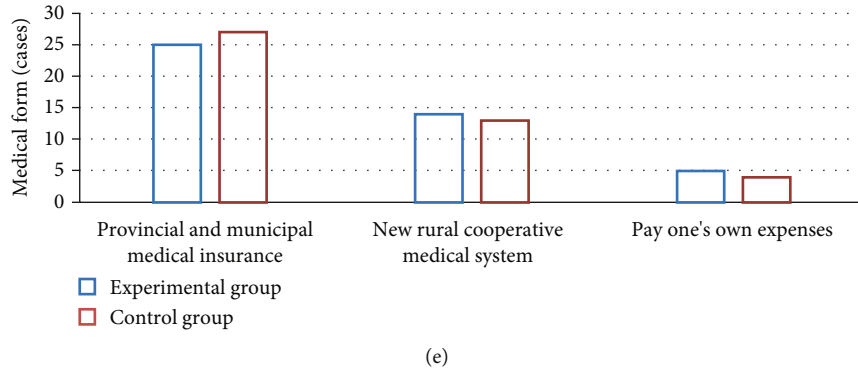 Medical form (cases)
30
25
20
15
10
5
0
Provincial and municipal
medical insurance
New rural cooperative
medical system
Pay one's own expenses
Experimental group
Control group
(e)